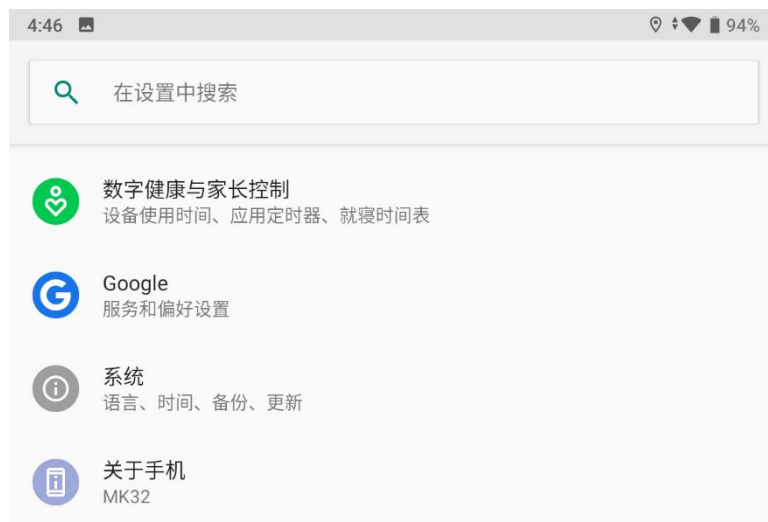 4:46 94%
在设置中搜索
数字健康与家长控制
设备使用时间、应用定时器、就寝时间表
Google
服务和偏好设置
系统
语言、时间、备份、更新
关于手机
MK32